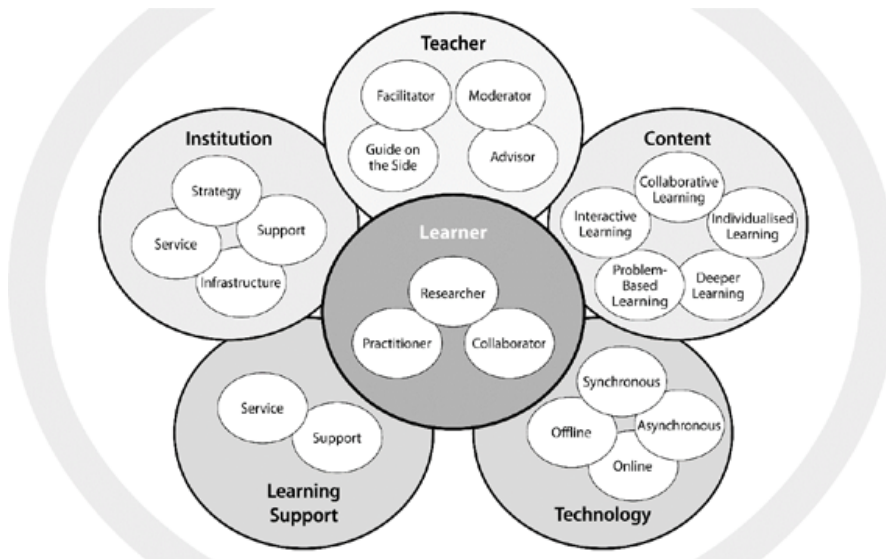 Teacher
Facilitator
Moderator
Guide on
the Side
Advisor
Institution
Strategy
Service
Support
Infrastructure
Content
Collaborative
Learning
Interactive
Learning
Individualised
Learning
Problem-
Based
Learning
Deeper
Learning
Learner
Researcher
Practitioner
Collaborator
Service
Support
Learning
Support
Synchronous
Offline
Asynchronous
Online
Technology